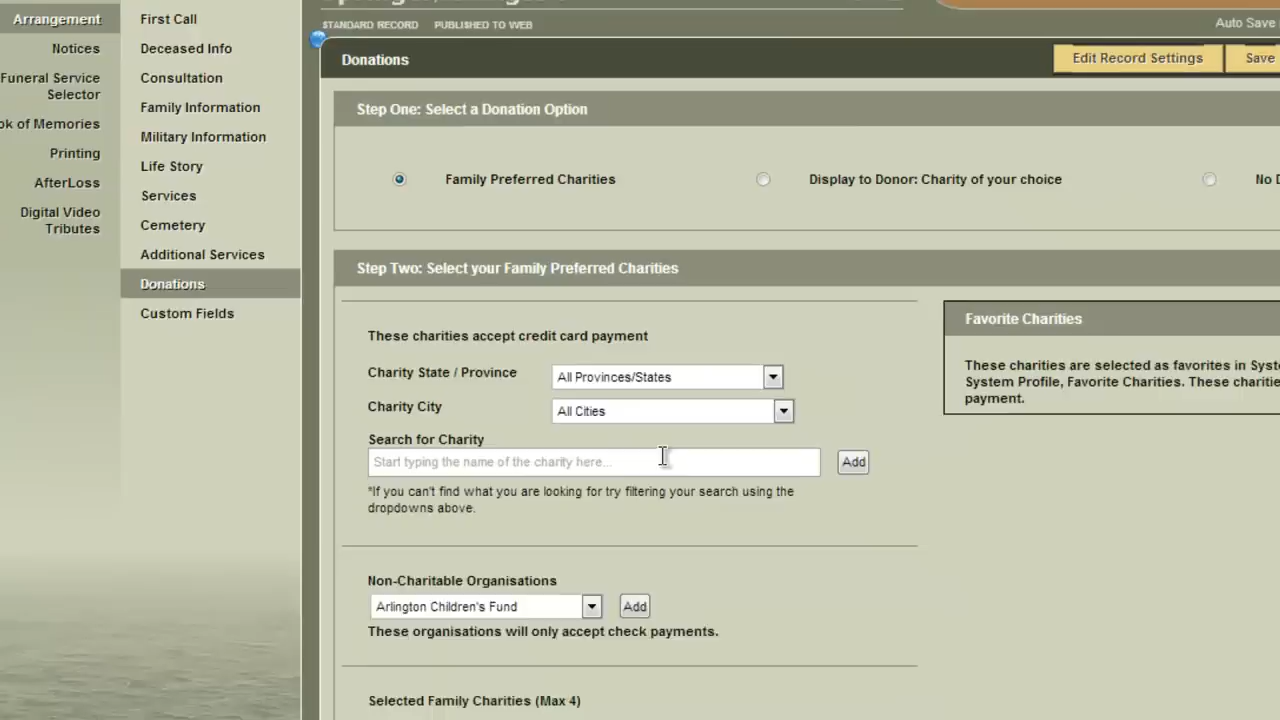 Arrangement
Notices
Funeral Service
Selector
ok of Memories
Printing
AfterLoss
Digital Video
Tributes
First Call
Deceased Info
Consultation
Family Information
Military Information
Life Story
Services
Cemetery
Additional Services
Donations
Custom Fields
STANDARD RECORD PUBLISHED TO WEB
Auto Save
Donations
Edit Record Settings
Save
Step One: Select a Donation Option
Family Preferred Charities
Display to Donor: Charity of your choice
No D
Step Two: Select your Family Preferred Charities
These charities accept credit card payment
Charity State / Province
All Provinces/States
Charity City
All Cities
Search for Charity
Start typing the name of the charity here...
Add
*If you can't find what you are looking for try filtering your search using the
dropdowns above.
Non-Charitable Organisations
Arlington Children's Fund
Add
These organisations will only accept check payments.
Selected Family Charities (Max 4)
Favorite Charities
These charities are selected as favorites in Syst
System Profile, Favorite Charities. These charitie
payment.